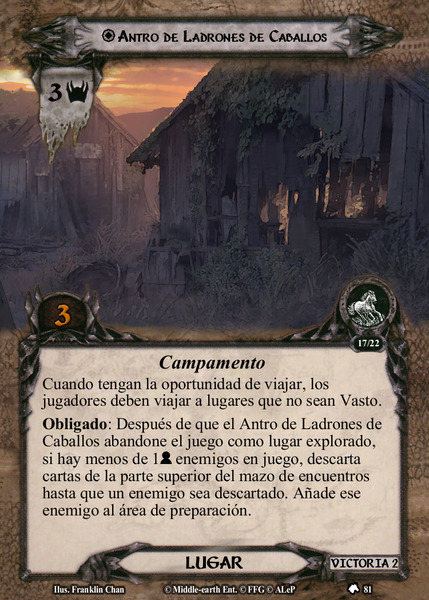 Antro de Ladrones de Caballos
3
3
17/22
Campamento
Cuando tengan la oportunidad de viajar, los
jugadores deben viajar a lugares que no sean Vasto.
Obligado: Después de que el Antro de Ladrones de
Caballos abandone el juego como lugar explorado,
si hay menos de 1 enemigos en juego, descarta
cartas de la parte superior del mazo de encuentros
hasta que un enemigo sea descartado. Añade ese
enemigo al área de preparación.
LUGAR
VICTORIA 2
Ilus. Franklin Chan © Middle-earth Ent. © FFG © ALeP 81